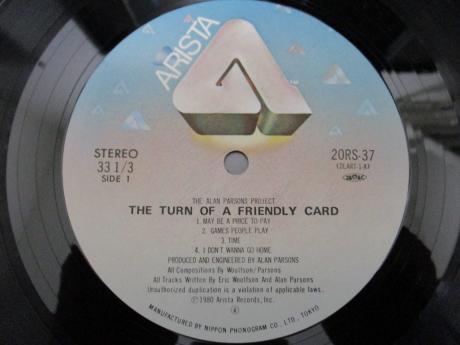 ARISTA
TM
STEREO
33 1/3
SIDE 1
20RS-37
THE ALAN PARSONS PROJECT
THE TURN OF A FRIENDLY CARD
1. MAY BE A PRICE TO PAY
2. GAMES PEOPLE PLAY
3. TIME
4. I DON'T WANNA GO HOME
PRODUCED AND ENGINEERED BY ALAN PARSONS
All Compositions By Woolfson/Parsons
All Tracks Written By Eric Woolfson And Alan Parsons
Unauthorized duplication is a violation of applicable laws.
Ⓟ1980 Arista Records, Inc.
MANUFACTURED BY NIPPON PHONOGRAM CO., LTD., TOKYO